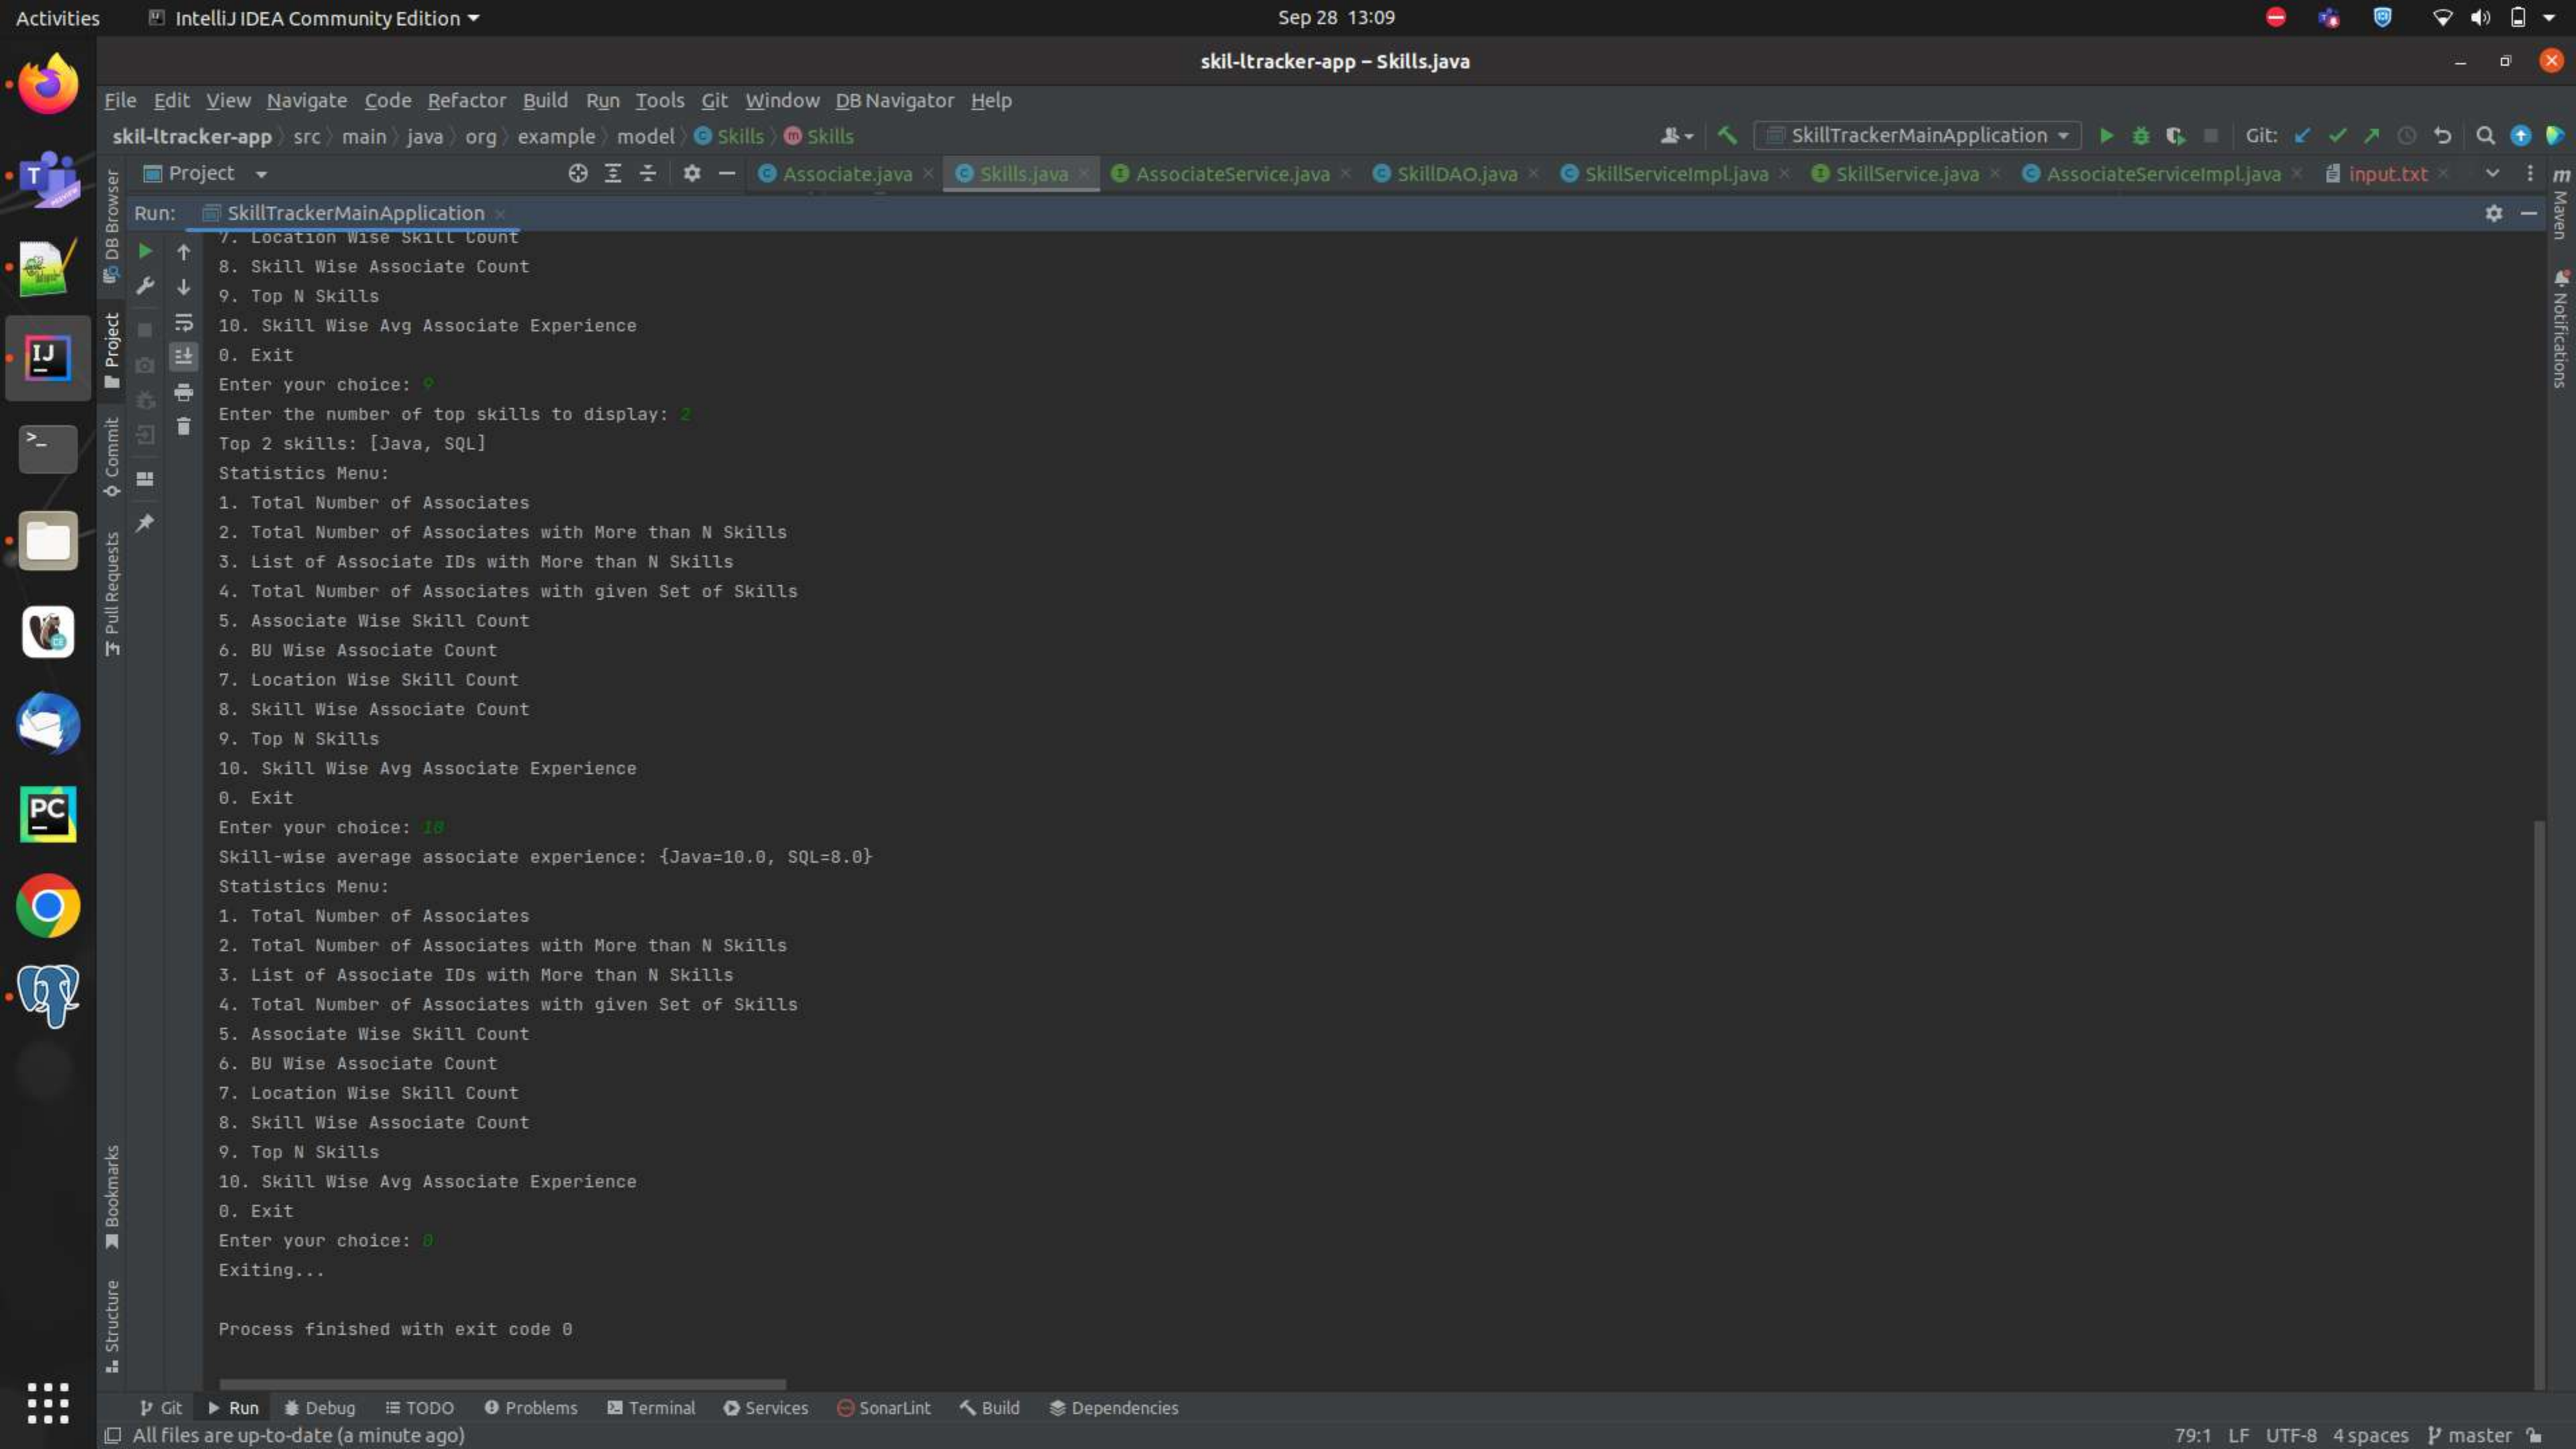 Activities IntelliJ IDEA Community Edition Sep 28 13:09
skil-ltracker-app – Skills.java
File Edit View Navigate Code Refactor Build Run Tools Git Window DB Navigator Help
skil-ltracker-app src main java org example model Skills Skills SkillTrackerMainApplication Git:
Project Associate.java Skills.java AssociateService.java SkillDAO.java SkillServiceImpl.java SkillService.java AssociateServiceImpl.java input.txt
Run: SkillTrackerMainApplication
7. Location Wise Skill Count
8. Skill Wise Associate Count
9. Top N Skills
10. Skill Wise Avg Associate Experience
0. Exit
Enter your choice: 9
Enter the number of top skills to display: 2
Top 2 skills: [Java, SQL]
Statistics Menu:
1. Total Number of Associates
2. Total Number of Associates with More than N Skills
3. List of Associate IDs with More than N Skills
4. Total Number of Associates with given Set of Skills
5. Associate Wise Skill Count
6. BU Wise Associate Count
7. Location Wise Skill Count
8. Skill Wise Associate Count
9. Top N Skills
10. Skill Wise Avg Associate Experience
0. Exit
Enter your choice: 10
Skill-wise average associate experience: {Java=10.0, SQL=8.0}
Statistics Menu:
1. Total Number of Associates
2. Total Number of Associates with More than N Skills
3. List of Associate IDs with More than N Skills
4. Total Number of Associates with given Set of Skills
5. Associate Wise Skill Count
6. BU Wise Associate Count
7. Location Wise Skill Count
8. Skill Wise Associate Count
9. Top N Skills
10. Skill Wise Avg Associate Experience
0. Exit
Enter your choice: 0
Exiting...
Process finished with exit code 0
DB Browser
Project
Commit
Pull Requests
Bookmarks
Structure
Maven
Notifications
Git Run Debug TODO Problems Terminal Services SonarLint Build Dependencies
All files are up-to-date (a minute ago) 79:1 LF UTF-8 4 spaces master